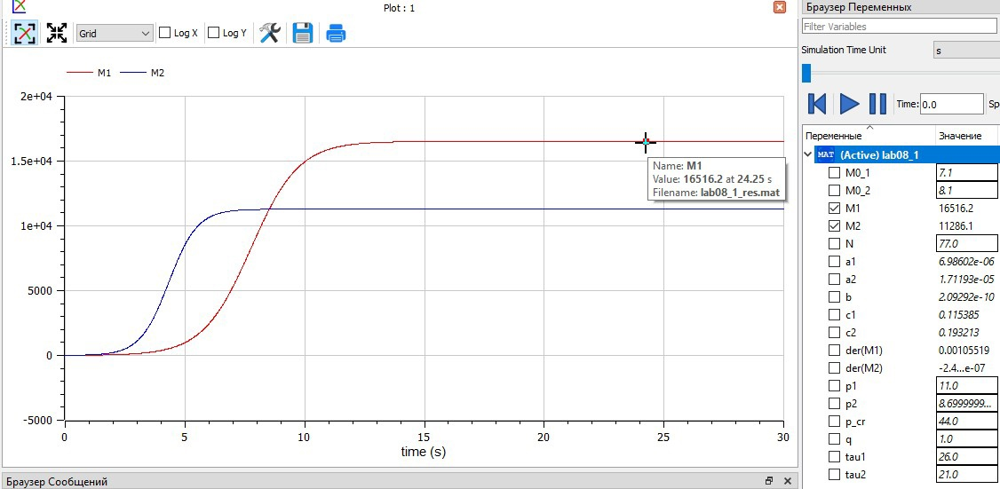 Plot : 1
Grid
Log X
Log Y
M1
M2
2e+04
1.5e+04
1e+04
5000
0
-5000
0
5
10
15
20
25
30
time (s)
Name: M1
Value: 16516.2 at 24.25 s
Filename: lab08_1_res.mat
Браузер Сообщений
Браузер Переменных
Filter Variables
Simulation Time Unit s
Time: 0.0 Sp
Переменные Значение
MAT (Active) lab08_1
M0_1 7.1
M0_2 8.1
M1 16516.2
M2 11286.1
N 77.0
a1 6.98602e-06
a2 1.71193e-05
b 2.09292e-10
c1 0.115385
c2 0.193213
der(M1) 0.00105519
der(M2) -2.4...e-07
p1 11.0
p2 8.6999999...
p_cr 44.0
q 1.0
tau1 26.0
tau2 21.0